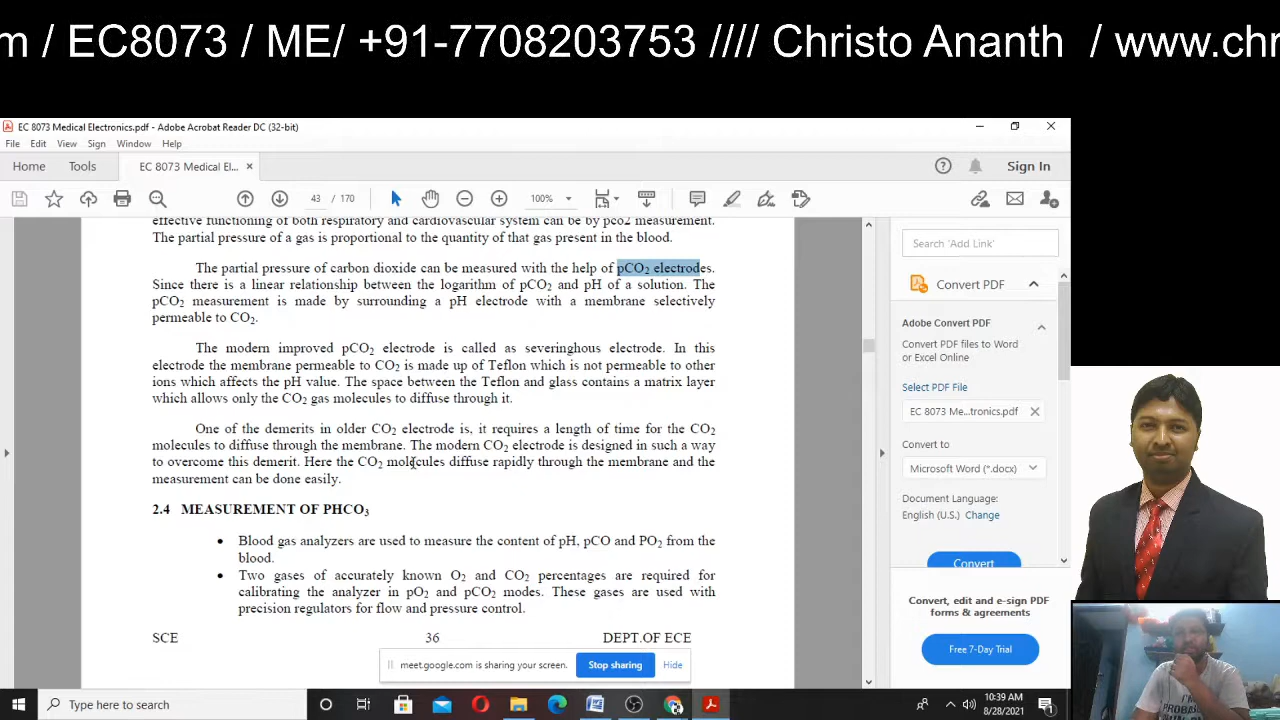 m / EC8073 / ME/ +91-7708203753 //// Christo Ananth / www.chr
EC 8073 Medical Electronics.pdf - Adobe Acrobat Reader DC (32-bit)
File Edit View Sign Window Help
Home Tools EC 8073 Medical El... × Sign In
43 / 170 100%
effective functioning of both respiratory and cardiovascular system can be by pco2 measurement.
The partial pressure of a gas is proportional to the quantity of that gas present in the blood.
The partial pressure of carbon dioxide can be measured with the help of pCO2 electrodes.
Since there is a linear relationship between the logarithm of pCO2 and pH of a solution. The
pCO2 measurement is made by surrounding a pH electrode with a membrane selectively
permeable to CO2.
The modern improved pCO2 electrode is called as severinghous electrode. In this
electrode the membrane permeable to CO2 is made up of Teflon which is not permeable to other
ions which affects the pH value. The space between the Teflon and glass contains a matrix layer
which allows only the CO2 gas molecules to diffuse through it.
One of the demerits in older CO2 electrode is, it requires a length of time for the CO2
molecules to diffuse through the membrane. The modern CO2 electrode is designed in such a way
to overcome this demerit. Here the CO2 molecules diffuse rapidly through the membrane and the
measurement can be done easily.
2.4 MEASUREMENT OF PHCO3
• Blood gas analyzers are used to measure the content of pH, pCO and PO2 from the
blood.
• Two gases of accurately known O2 and CO2 percentages are required for
calibrating the analyzer in pO2 and pCO2 modes. These gases are used with
precision regulators for flow and pressure control.
SCE 36 DEPT.OF ECE
meet.google.com is sharing your screen. Stop sharing Hide
Search 'Add Link'
Convert PDF
Adobe Convert PDF
Convert PDF files to Word
or Excel Online
Select PDF File
EC 8073 Me...tronics.pdf ×
Convert to
Microsoft Word (*.docx)
Document Language:
English (U.S.) Change
Convert
Convert, edit and e-sign PDF
forms & agreements
Free 7-Day Trial
Type here to search
10:39 AM
8/28/2021
1